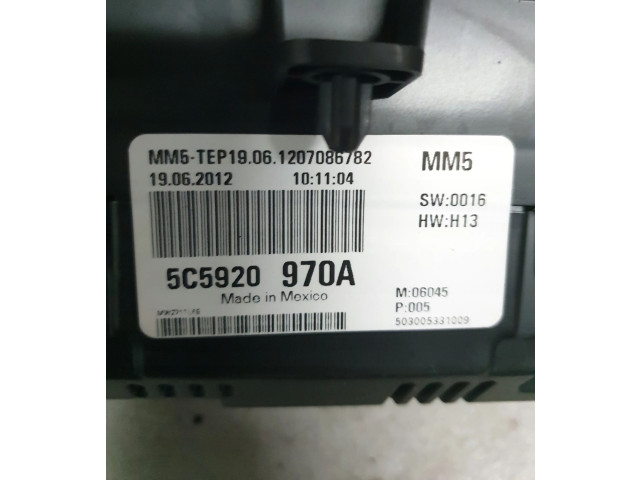 MM5-TEP19.06.1207086782
MM5
19.06.2012 10:11:04
SW:0016
HW:H13
5C5920 970A
Made in Mexico
M:06045
P:005
503005331009